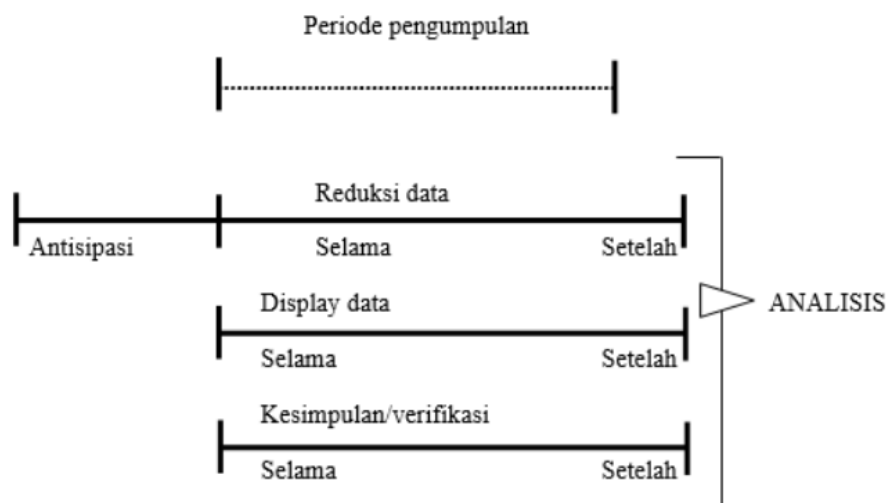 Periode pengumpulan
Reduksi data
Antisipasi Selama Setelah
Display data
ANALISIS
Selama Setelah
Kesimpulan/verifikasi
Selama Setelah